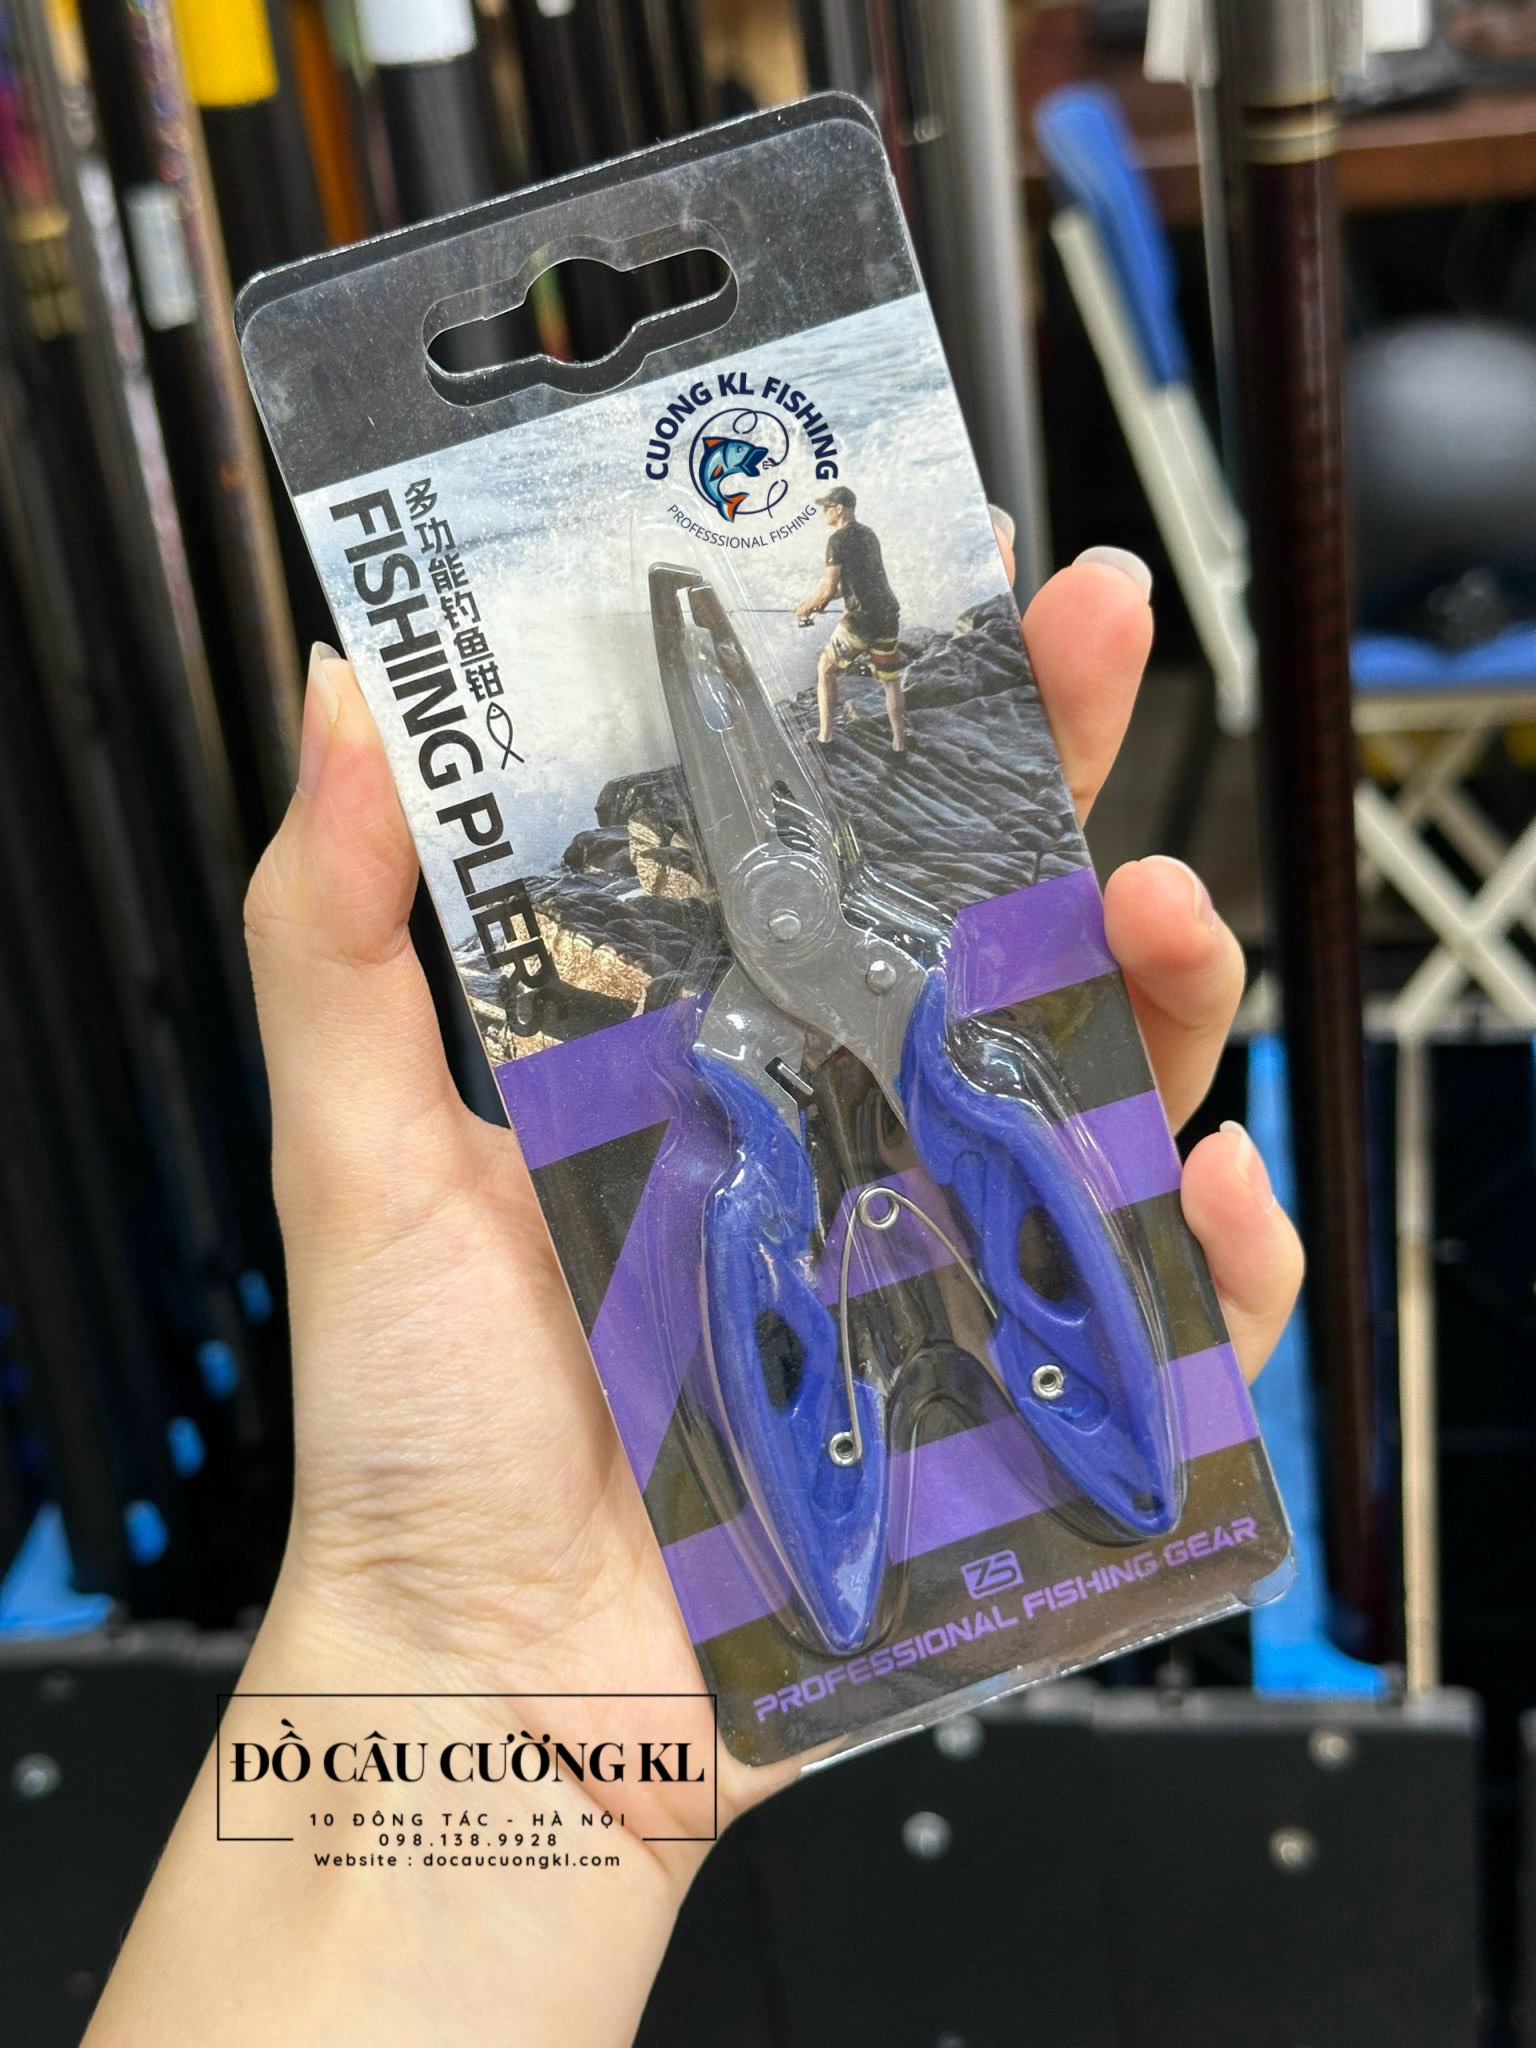 CUONG KL FISHING
PROFESSSIONAL FISHING
多功能钓鱼钳
FISHING PLIERS
ZS
PROFESSIONAL FISHING GEAR
ĐỒ CÂU CƯỜNG KL
10 ĐÔNG TÁC - HÀ NỘI
098.138.9928
Website : docaucuongkl.com